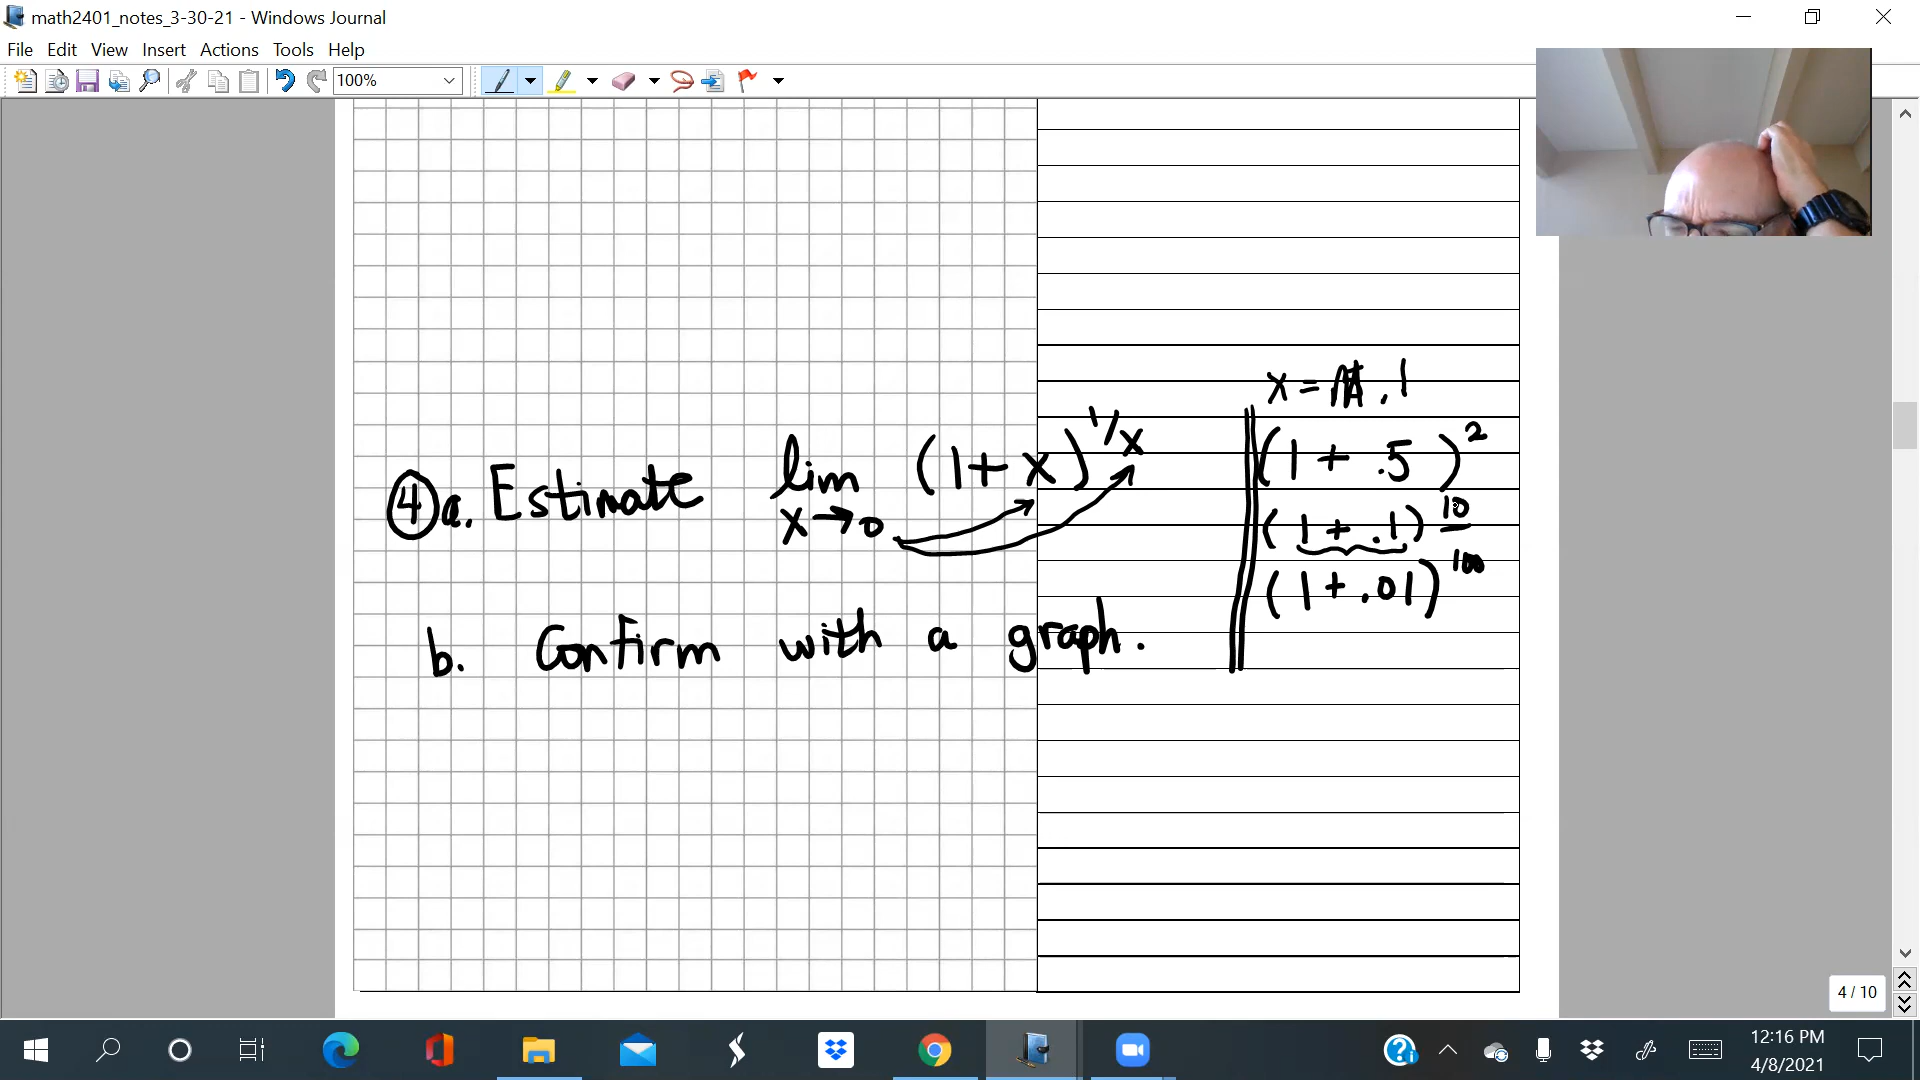 math2401_notes_3-30-21 - Windows Journal
File Edit View Insert Actions Tools Help
100%
x = .1
④a. Estimate lim x→0 (1+x)^1/x
(1 + .5)^2
(1 + .1)^10
(1 + .01)^100
b. Confirm with a graph.
4 / 10
12:16 PM
4/8/2021